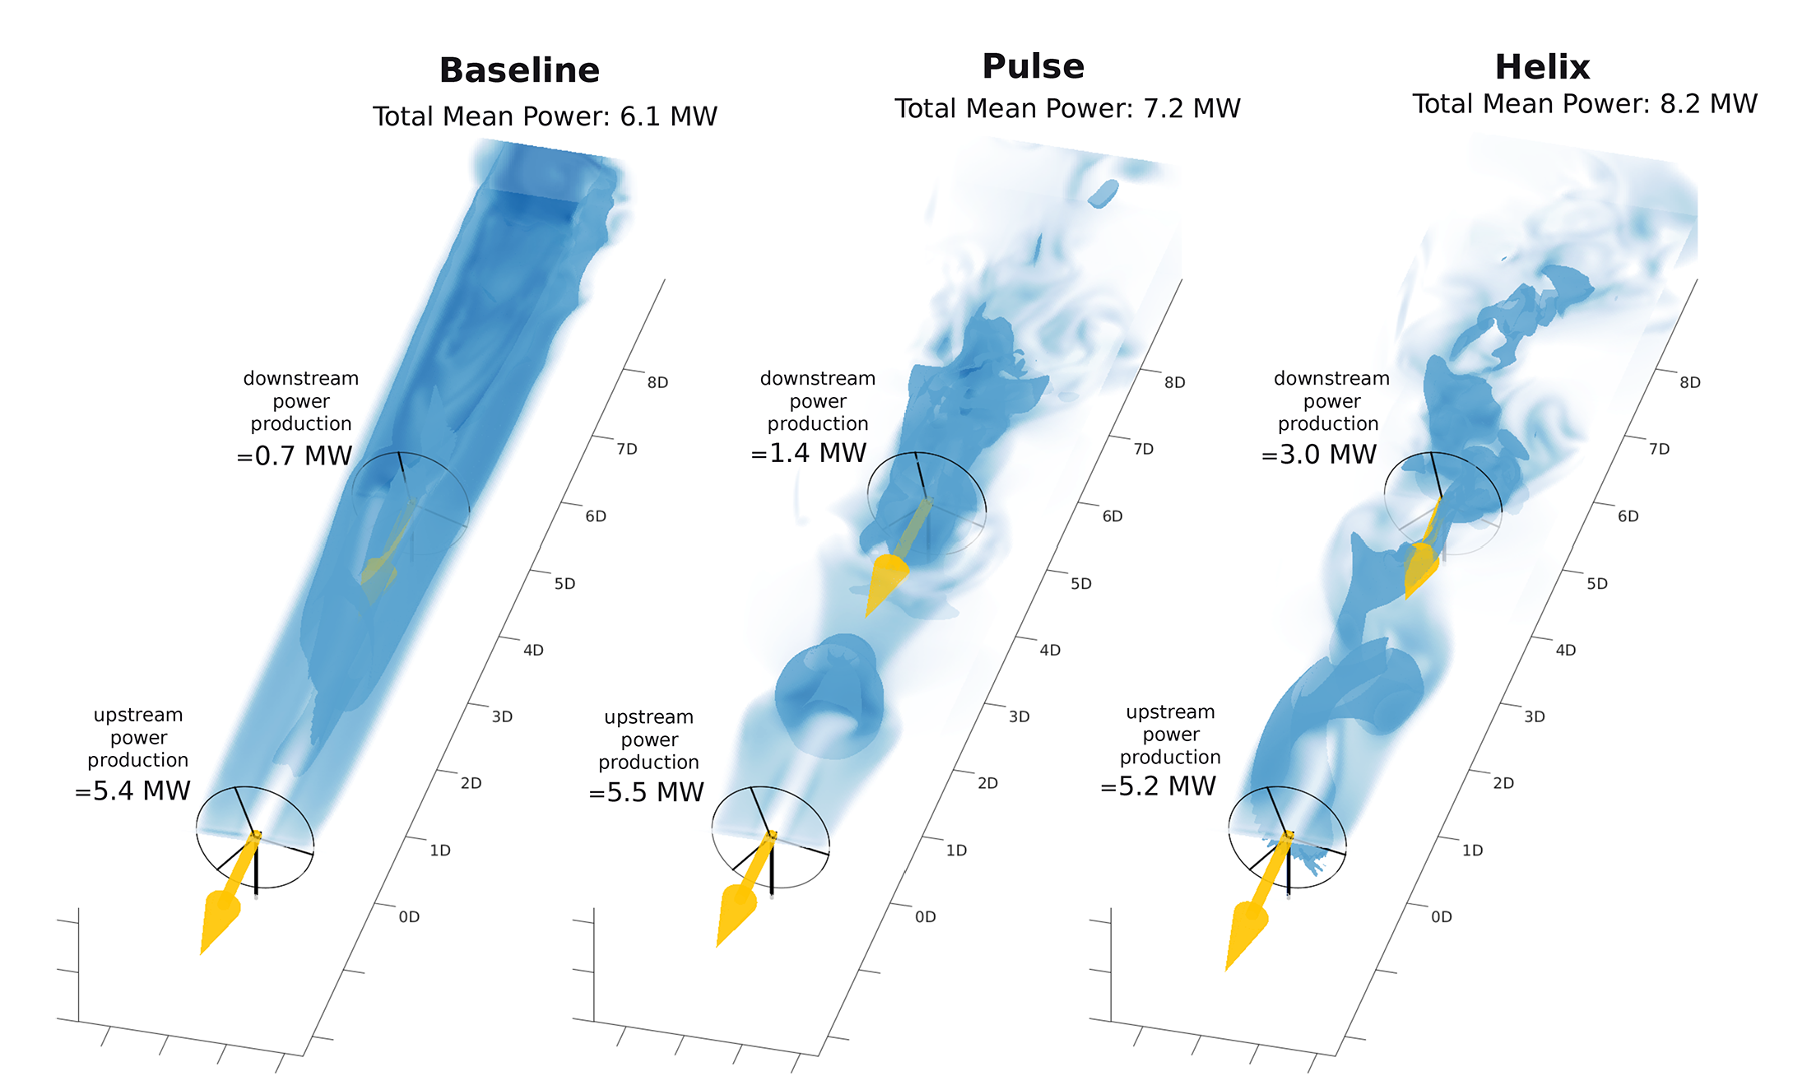 Baseline
Total Mean Power: 6.1 MW
downstream
power
production
=0.7 MW
upstream
power
production
=5.4 MW
8D
7D
6D
5D
4D
3D
2D
1D
0D
Pulse
Total Mean Power: 7.2 MW
downstream
power
production
=1.4 MW
upstream
power
production
=5.5 MW
8D
7D
6D
5D
4D
3D
2D
1D
0D
Helix
Total Mean Power: 8.2 MW
downstream
power
production
=3.0 MW
upstream
power
production
=5.2 MW
8D
7D
6D
5D
4D
3D
2D
1D
0D